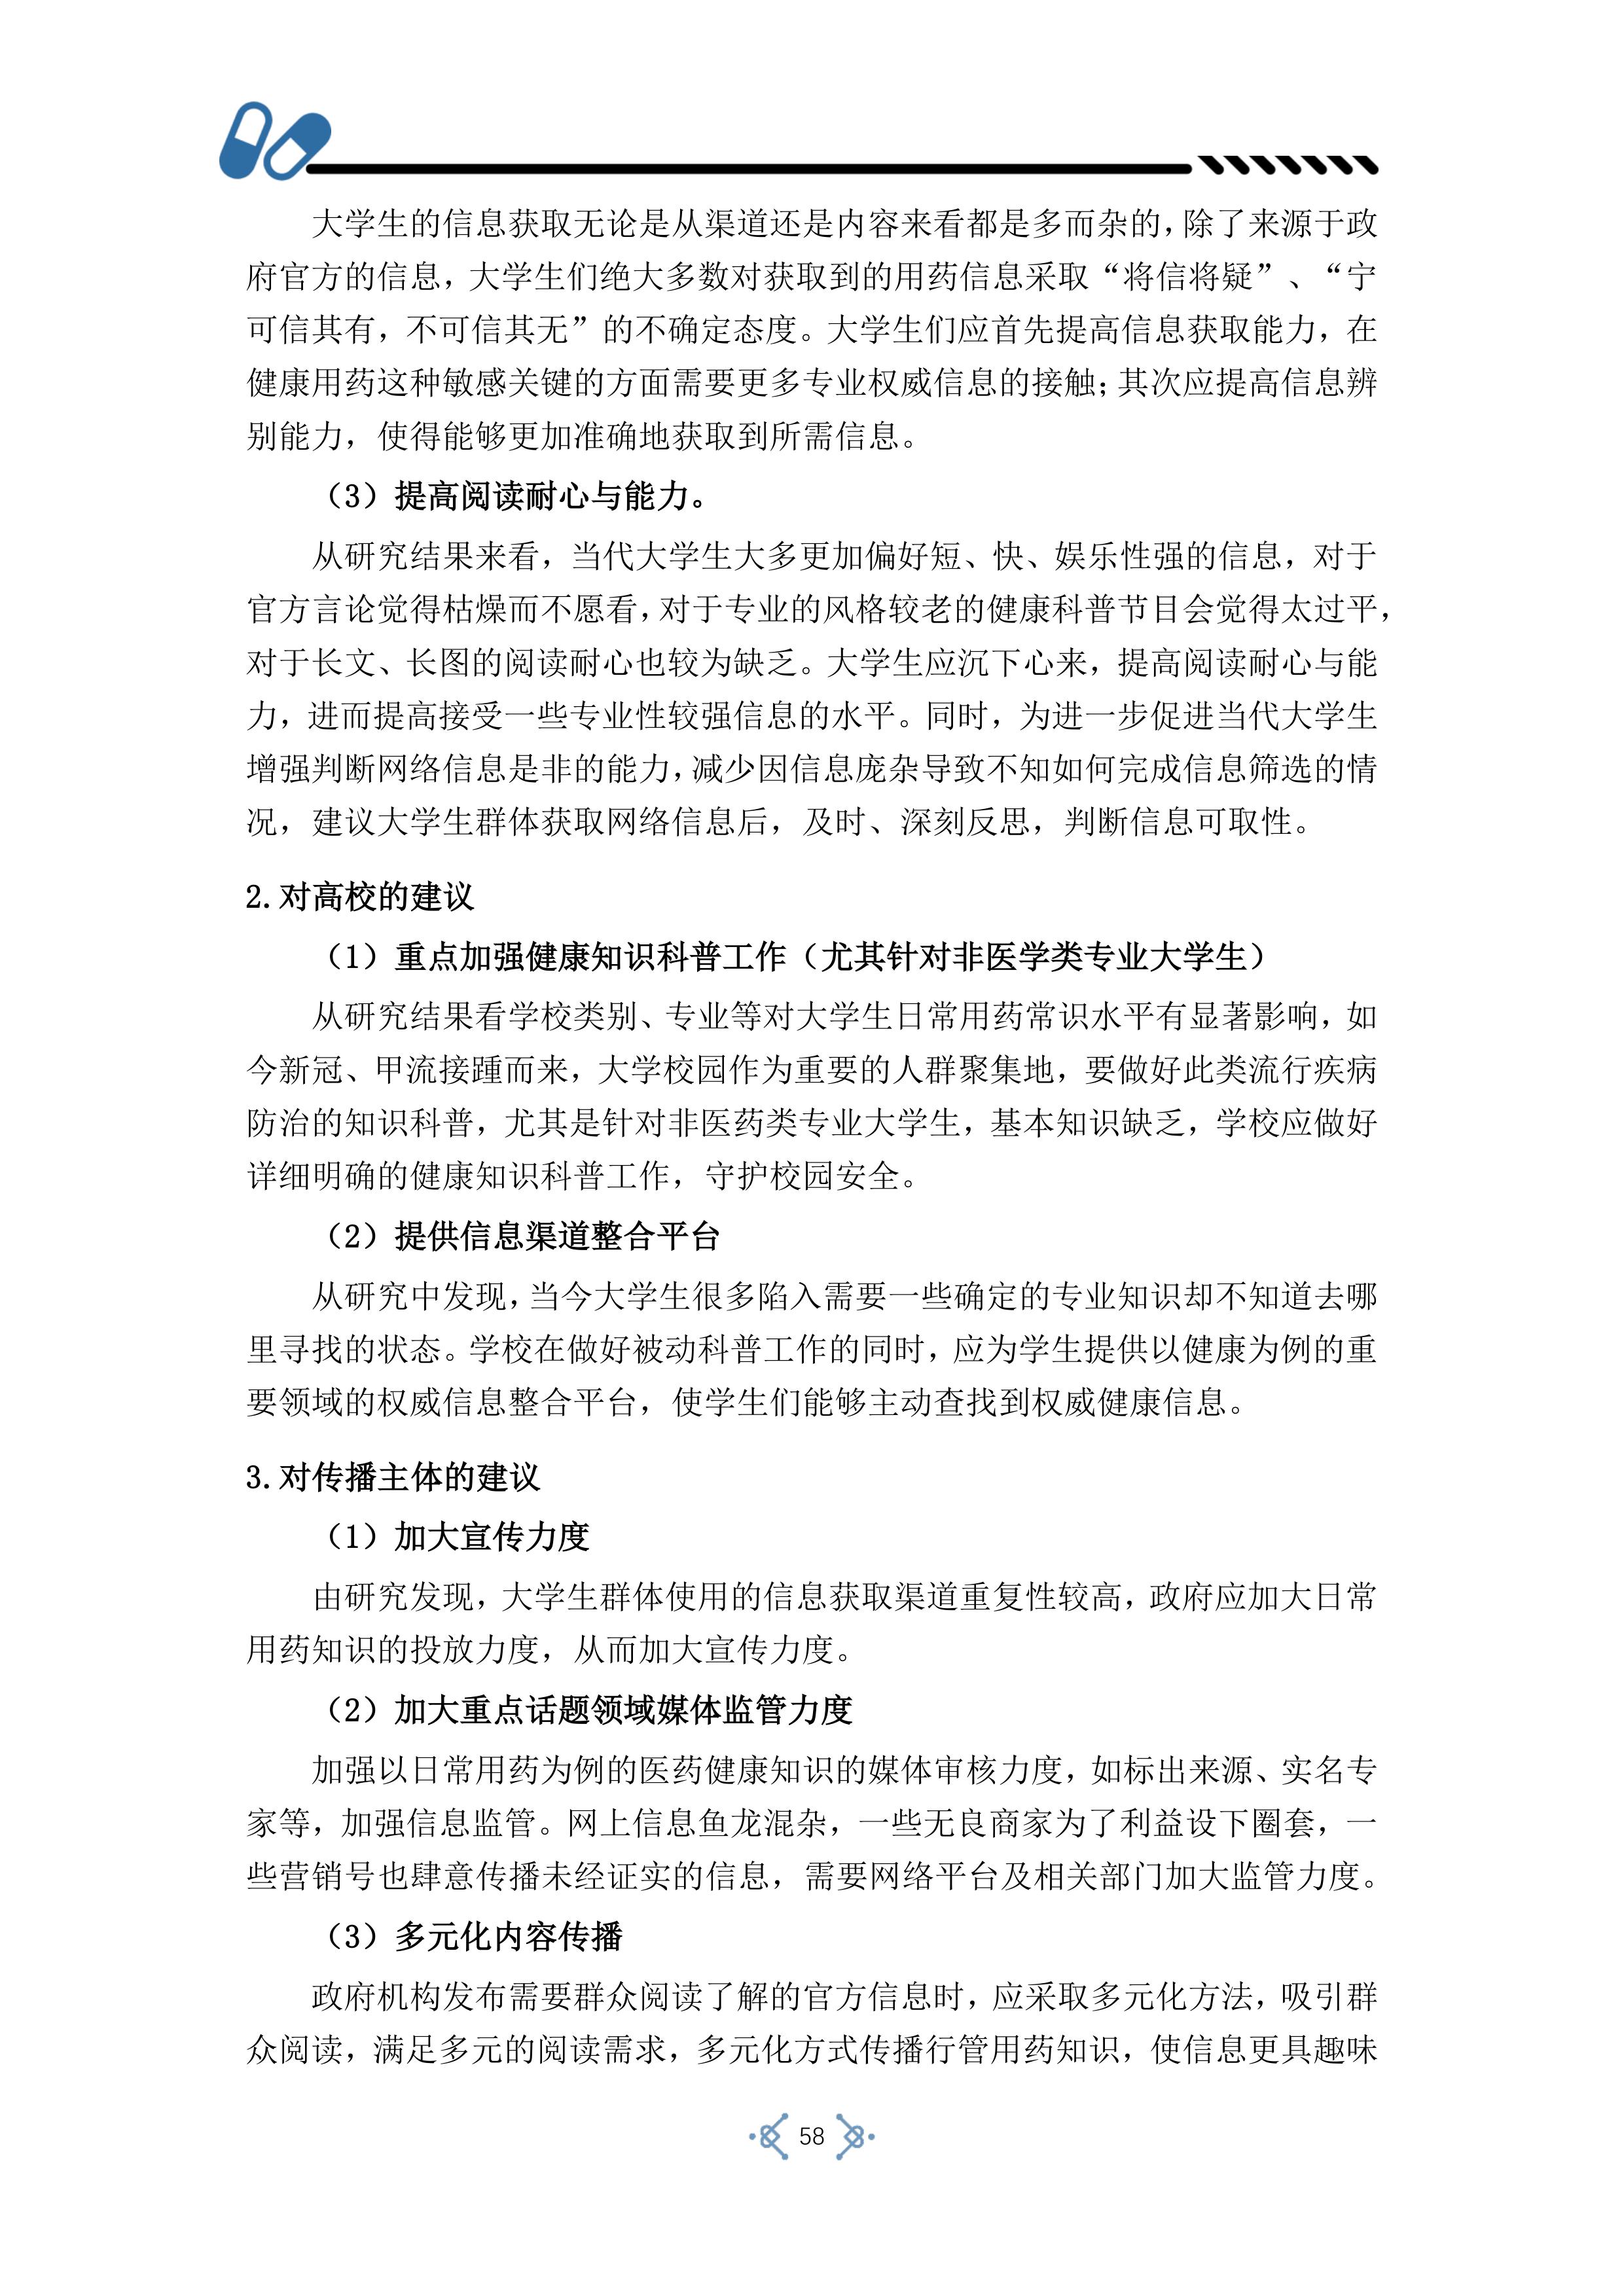 大学生的信息获取无论是从渠道还是内容来看都是多而杂的，除了来源于政
府官方的信息，大学生们绝大多数对获取到的用药信息采取“将信将疑”、“宁
可信其有，不可信其无”的不确定态度。大学生们应首先提高信息获取能力，在
健康用药这种敏感关键的方面需要更多专业权威信息的接触；其次应提高信息辨
别能力，使得能够更加准确地获取到所需信息。
（3）提高阅读耐心与能力。
从研究结果来看，当代大学生大多更加偏好短、快、娱乐性强的信息，对于
官方言论觉得枯燥而不愿看，对于专业的风格较老的健康科普节目会觉得太过平，
对于长文、长图的阅读耐心也较为缺乏。大学生应沉下心来，提高阅读耐心与能
力，进而提高接受一些专业性较强信息的水平。同时，为进一步促进当代大学生
增强判断网络信息是非的能力，减少因信息庞杂导致不知如何完成信息筛选的情
况，建议大学生群体获取网络信息后，及时、深刻反思，判断信息可取性。
2.对高校的建议
（1）重点加强健康知识科普工作（尤其针对非医学类专业大学生）
从研究结果看学校类别、专业等对大学生日常用药常识水平有显著影响，如
今新冠、甲流接踵而来，大学校园作为重要的人群聚集地，要做好此类流行疾病
防治的知识科普，尤其是针对非医药类专业大学生，基本知识缺乏，学校应做好
详细明确的健康知识科普工作，守护校园安全。
（2）提供信息渠道整合平台
从研究中发现，当今大学生很多陷入需要一些确定的专业知识却不知道去哪
里寻找的状态。学校在做好被动科普工作的同时，应为学生提供以健康为例的重
要领域的权威信息整合平台，使学生们能够主动查找到权威健康信息。
3.对传播主体的建议
（1）加大宣传力度
由研究发现，大学生群体使用的信息获取渠道重复性较高，政府应加大日常
用药知识的投放力度，从而加大宣传力度。
（2）加大重点话题领域媒体监管力度
加强以日常用药为例的医药健康知识的媒体审核力度，如标出来源、实名专
家等，加强信息监管。网上信息鱼龙混杂，一些无良商家为了利益设下圈套，一
些营销号也肆意传播未经证实的信息，需要网络平台及相关部门加大监管力度。
（3）多元化内容传播
政府机构发布需要群众阅读了解的官方信息时，应采取多元化方法，吸引群
众阅读，满足多元的阅读需求，多元化方式传播行管用药知识，使信息更具趣味
58